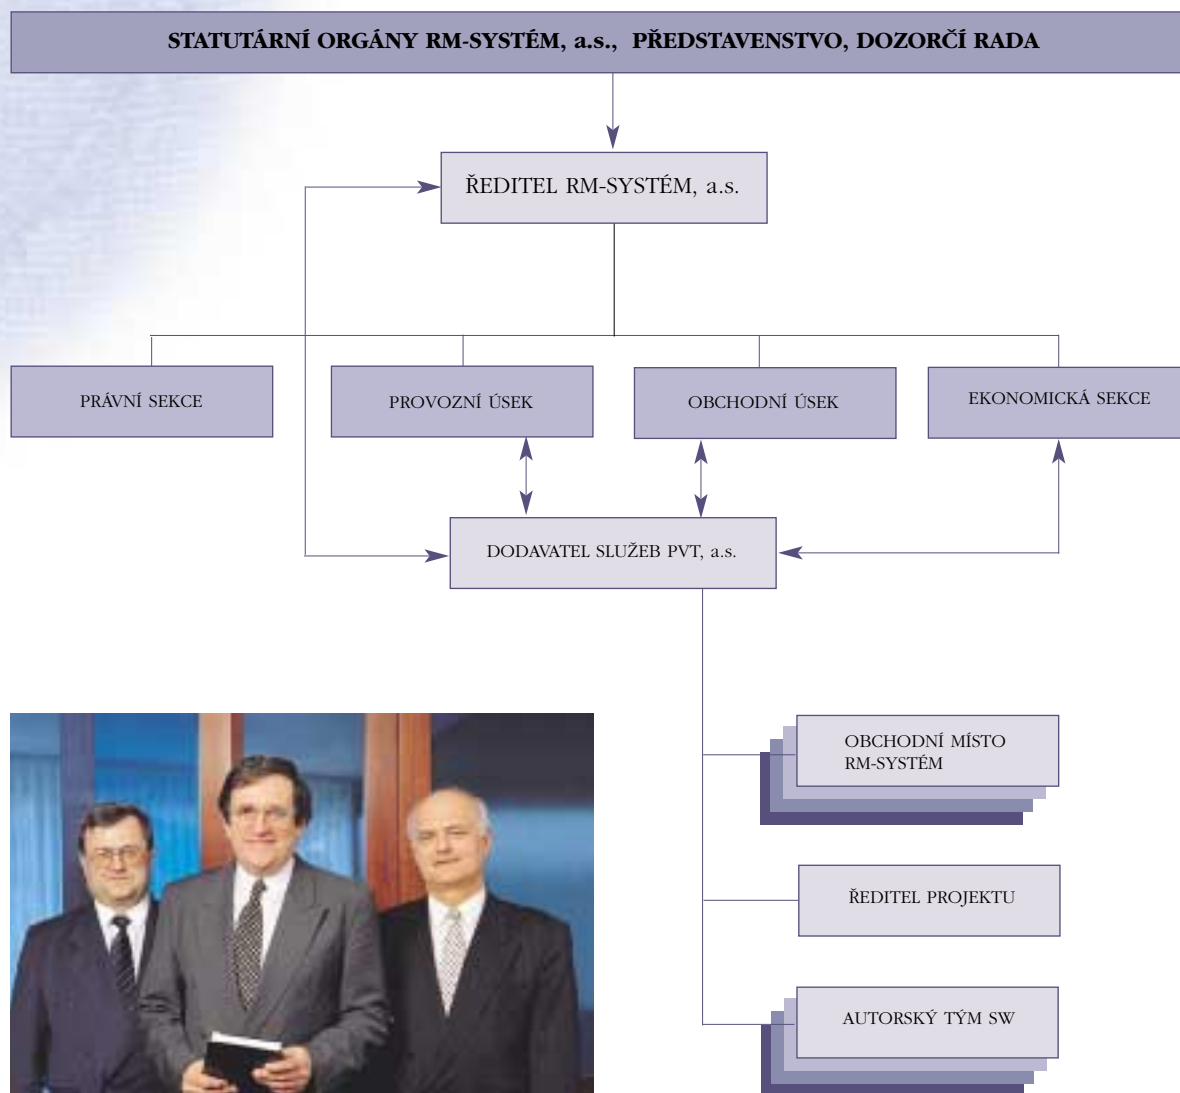 STATUTÁRNÍ ORGÁNY RM-SYSTÉM, a.s., PŘEDSTAVENSTVO, DOZORČÍ RADA
ŘEDITEL RM-SYSTÉM, a.s.
PRÁVNÍ SEKCE
PROVOZNÍ ÚSEK
OBCHODNÍ ÚSEK
EKONOMICKÁ SEKCE
DODAVATEL SLUŽEB PVT, a.s.
OBCHODNÍ MÍSTO
RM-SYSTÉM
ŘEDITEL PROJEKTU
AUTORSKÝ TÝM SW